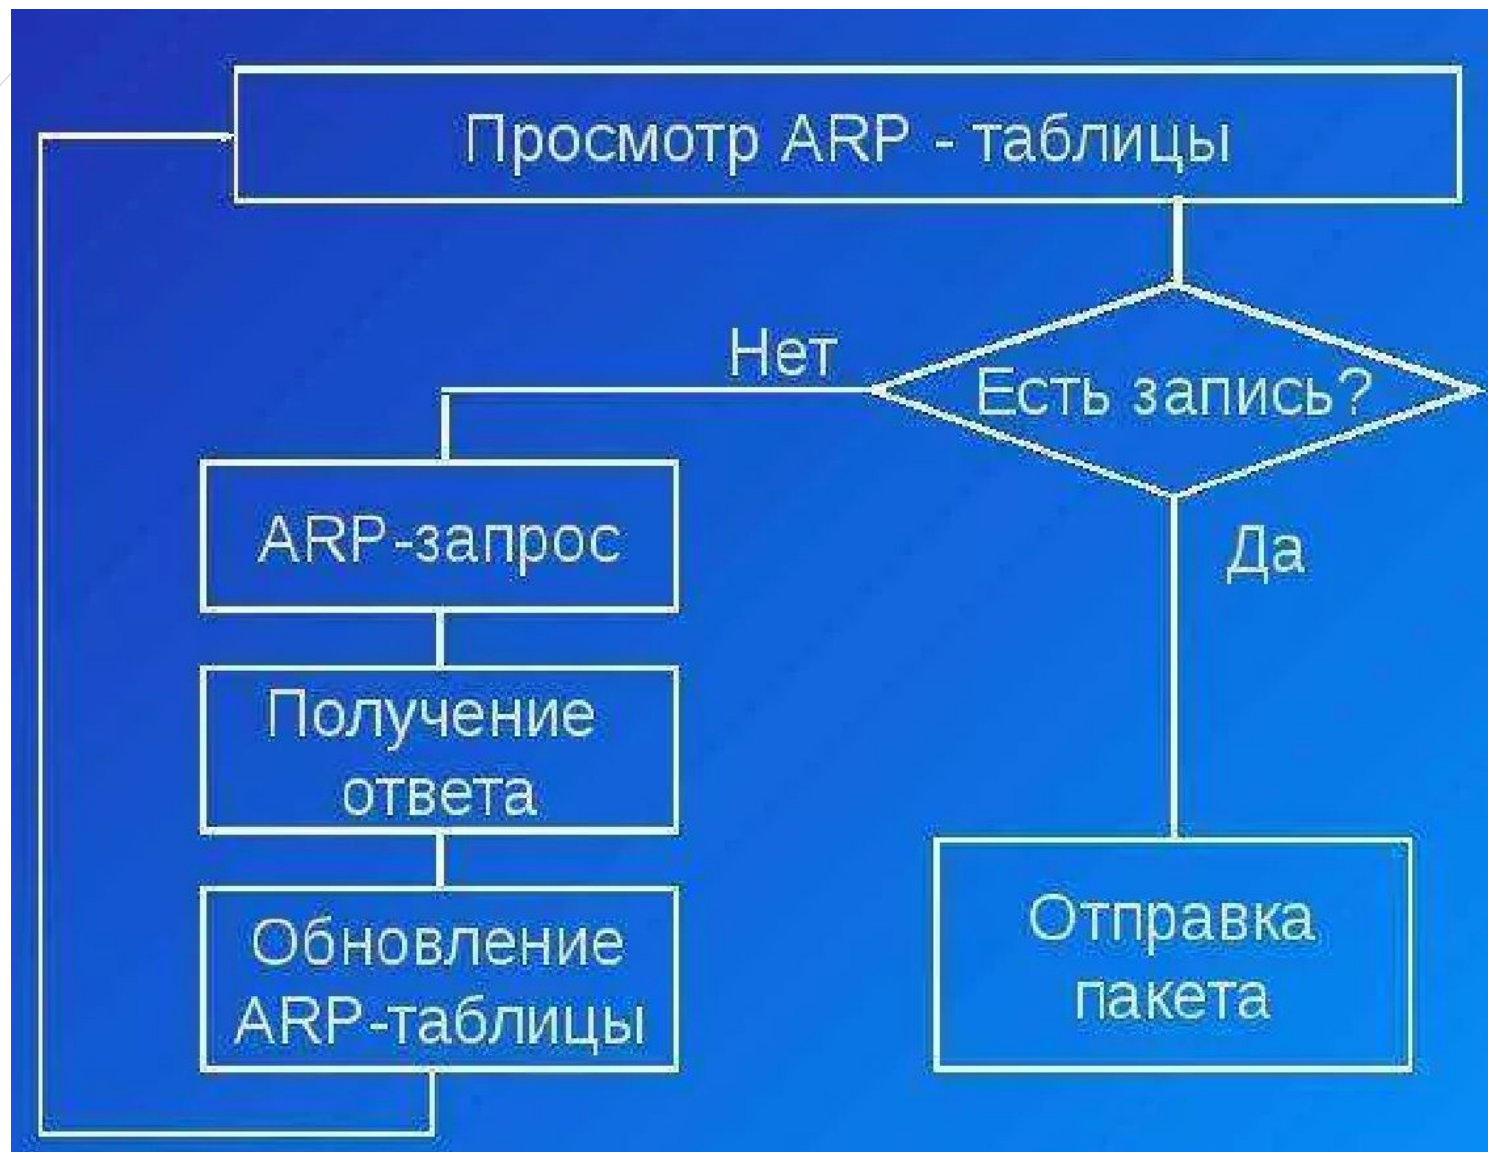 Просмотр ARP - таблицы
Нет
Есть запись?
ARP-запрос
Да
Получение
ответа
Обновление
ARP-таблицы
Отправка
пакета